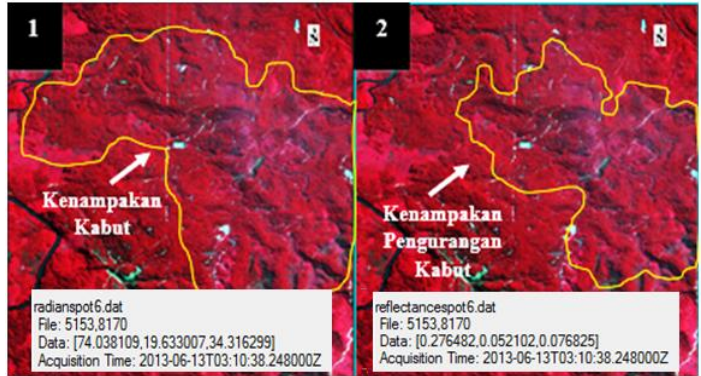 1
Kenampakan
Kabut
radianspot6.dat
File: 5153,8170
Data: [74.038109,19.633007,34.316299]
Acquisition Time: 2013-06-13T03:10:38.248000Z
2
Kenampakan
Pengurangan
Kabut
reflectancespot6.dat
File: 5153,8170
Data: [0.276482,0.052102,0.076825]
Acquisition Time: 2013-06-13T03:10:38.248000Z